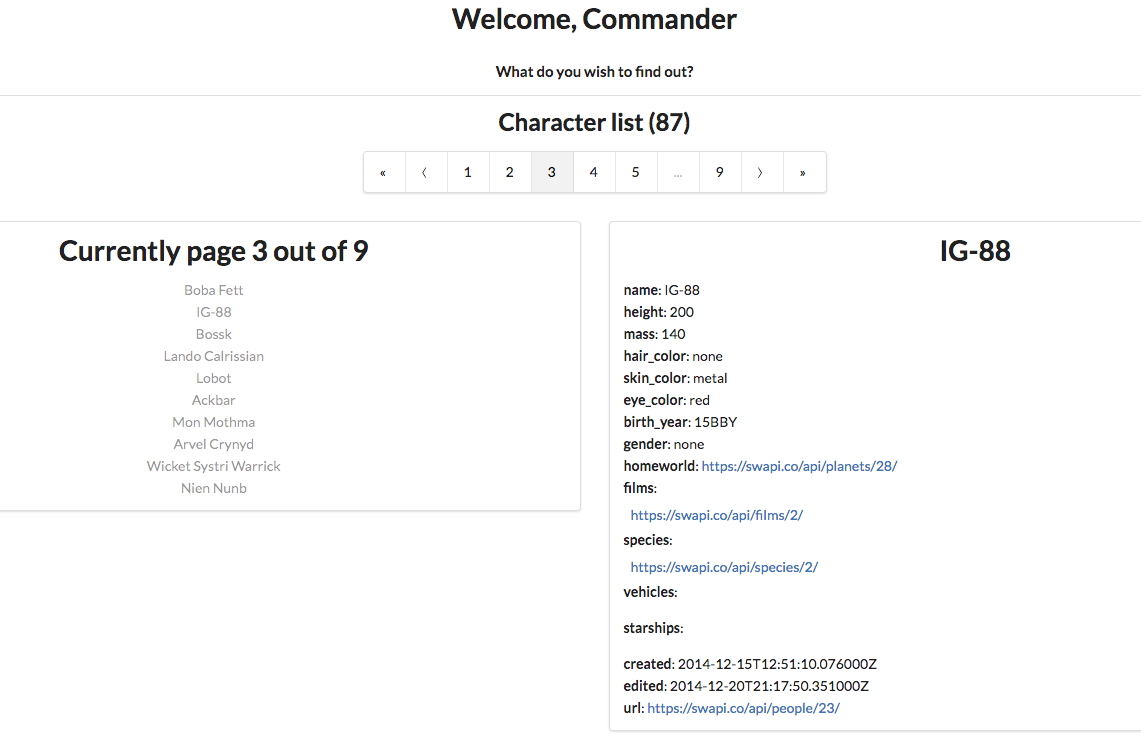 Welcome, Commander
What do you wish to find out?
Character list (87)
« ⟨ 1 2 3 4 5 ... 9 ⟩ »
Currently page 3 out of 9
Boba Fett
IG-88
Bossk
Lando Calrissian
Lobot
Ackbar
Mon Mothma
Arvel Crynyd
Wicket Systri Warrick
Nien Nunb
IG-88
name: IG-88
height: 200
mass: 140
hair_color: none
skin_color: metal
eye_color: red
birth_year: 15BBY
gender: none
homeworld: https://swapi.co/api/planets/28/
films:
https://swapi.co/api/films/2/
species:
https://swapi.co/api/species/2/
vehicles:
starships:
created: 2014-12-15T12:51:10.076000Z
edited: 2014-12-20T21:17:50.351000Z
url: https://swapi.co/api/people/23/